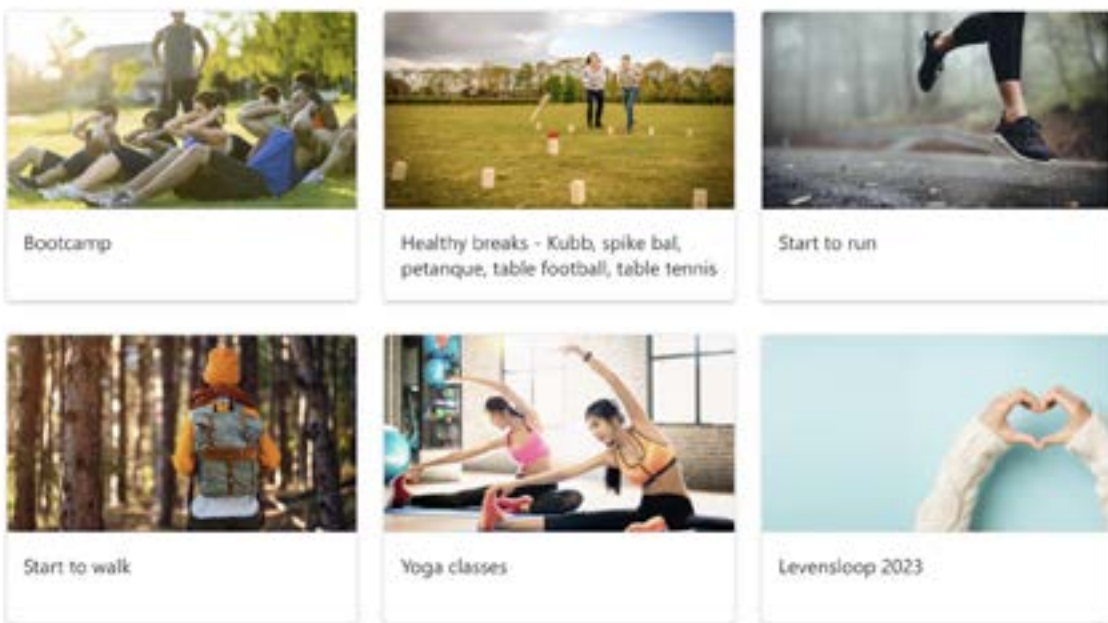 Bootcamp
Healthy breaks - Kubb, spike bal,
petanque, table football, table tennis
Start to run
Start to walk
Yoga classes
Levensloop 2023